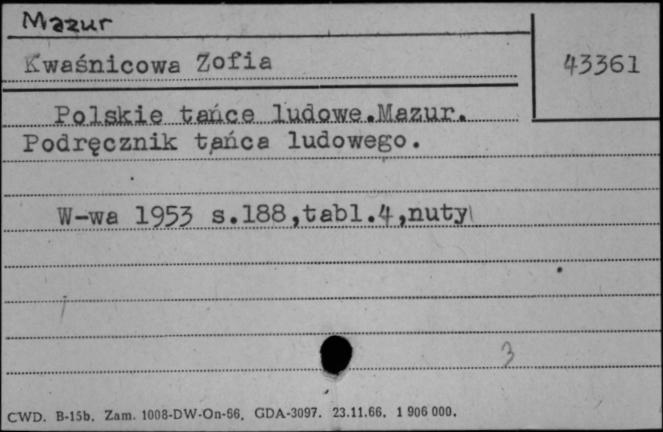 Mazur
Kwaśnicowa Zofia
43361
Polskie tańce ludowe.Mazur.
Podręcznik tańca ludowego.
W-wa 1953 s.188,tabl.4,nuty
3
CWD. B-15b. Zam. 1008-DW-On-66. GDA-3097. 23.11.66. 1 906 000.